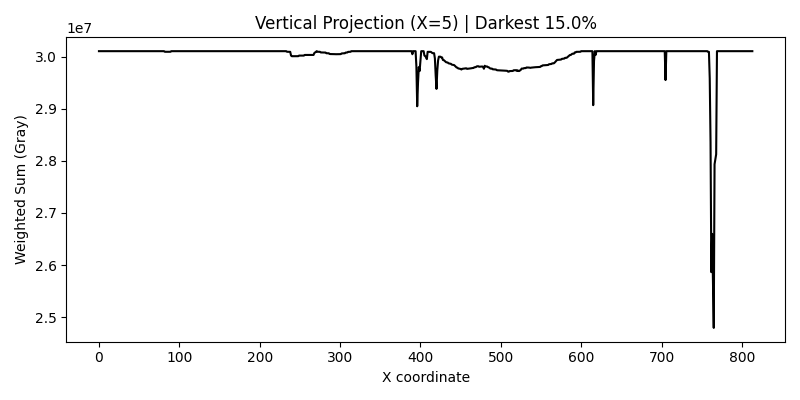 Vertical Projection (X=5) | Darkest 15.0%
1e7
3.0
2.9
2.8
2.7
2.6
2.5
Weighted Sum (Gray)
0 100 200 300 400 500 600 700 800
X coordinate